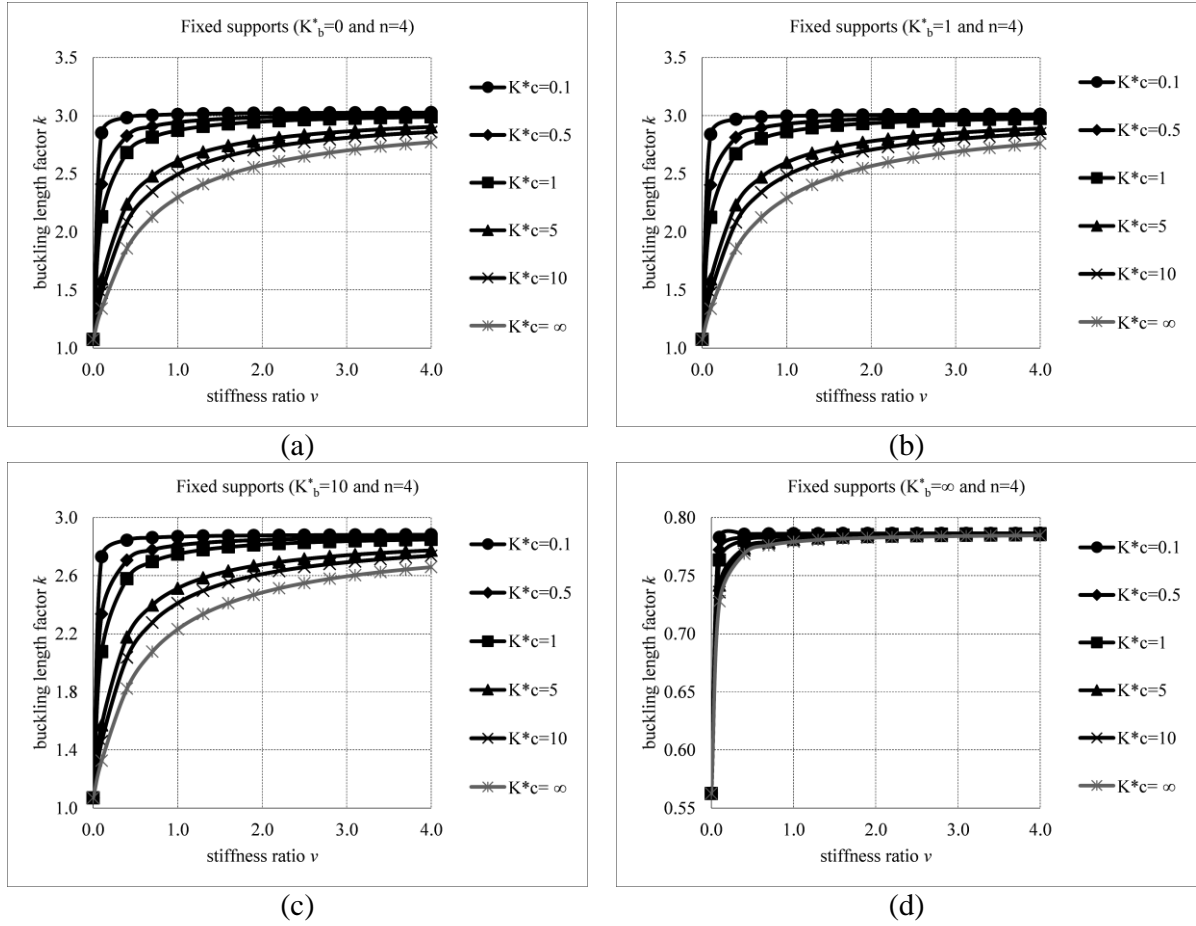 Fixed supports (K*b=0 and n=4)
3.5
3.0
2.5
2.0
1.5
1.0
buckling length factor k
0.0 1.0 2.0 3.0 4.0
stiffness ratio v
K*c=0.1
K*c=0.5
K*c=1
K*c=5
K*c=10
K*c= ∞
(a)
Fixed supports (K*b=1 and n=4)
3.5
3.0
2.5
2.0
1.5
1.0
buckling length factor k
0.0 1.0 2.0 3.0 4.0
stiffness ratio v
K*c=0.1
K*c=0.5
K*c=1
K*c=5
K*c=10
K*c= ∞
(b)
Fixed supports (K*b=10 and n=4)
3.0
2.6
2.2
1.8
1.4
1.0
buckling length factor k
0.0 1.0 2.0 3.0 4.0
stiffness ratio v
K*c=0.1
K*c=0.5
K*c=1
K*c=5
K*c=10
K*c= ∞
(c)
Fixed supports (K*b=∞ and n=4)
0.80
0.75
0.70
0.65
0.60
0.55
buckling length factor k
0.0 1.0 2.0 3.0 4.0
stiffness ratio v
K*c=0.1
K*c=0.5
K*c=1
K*c=5
K*c=10
K*c= ∞
(d)